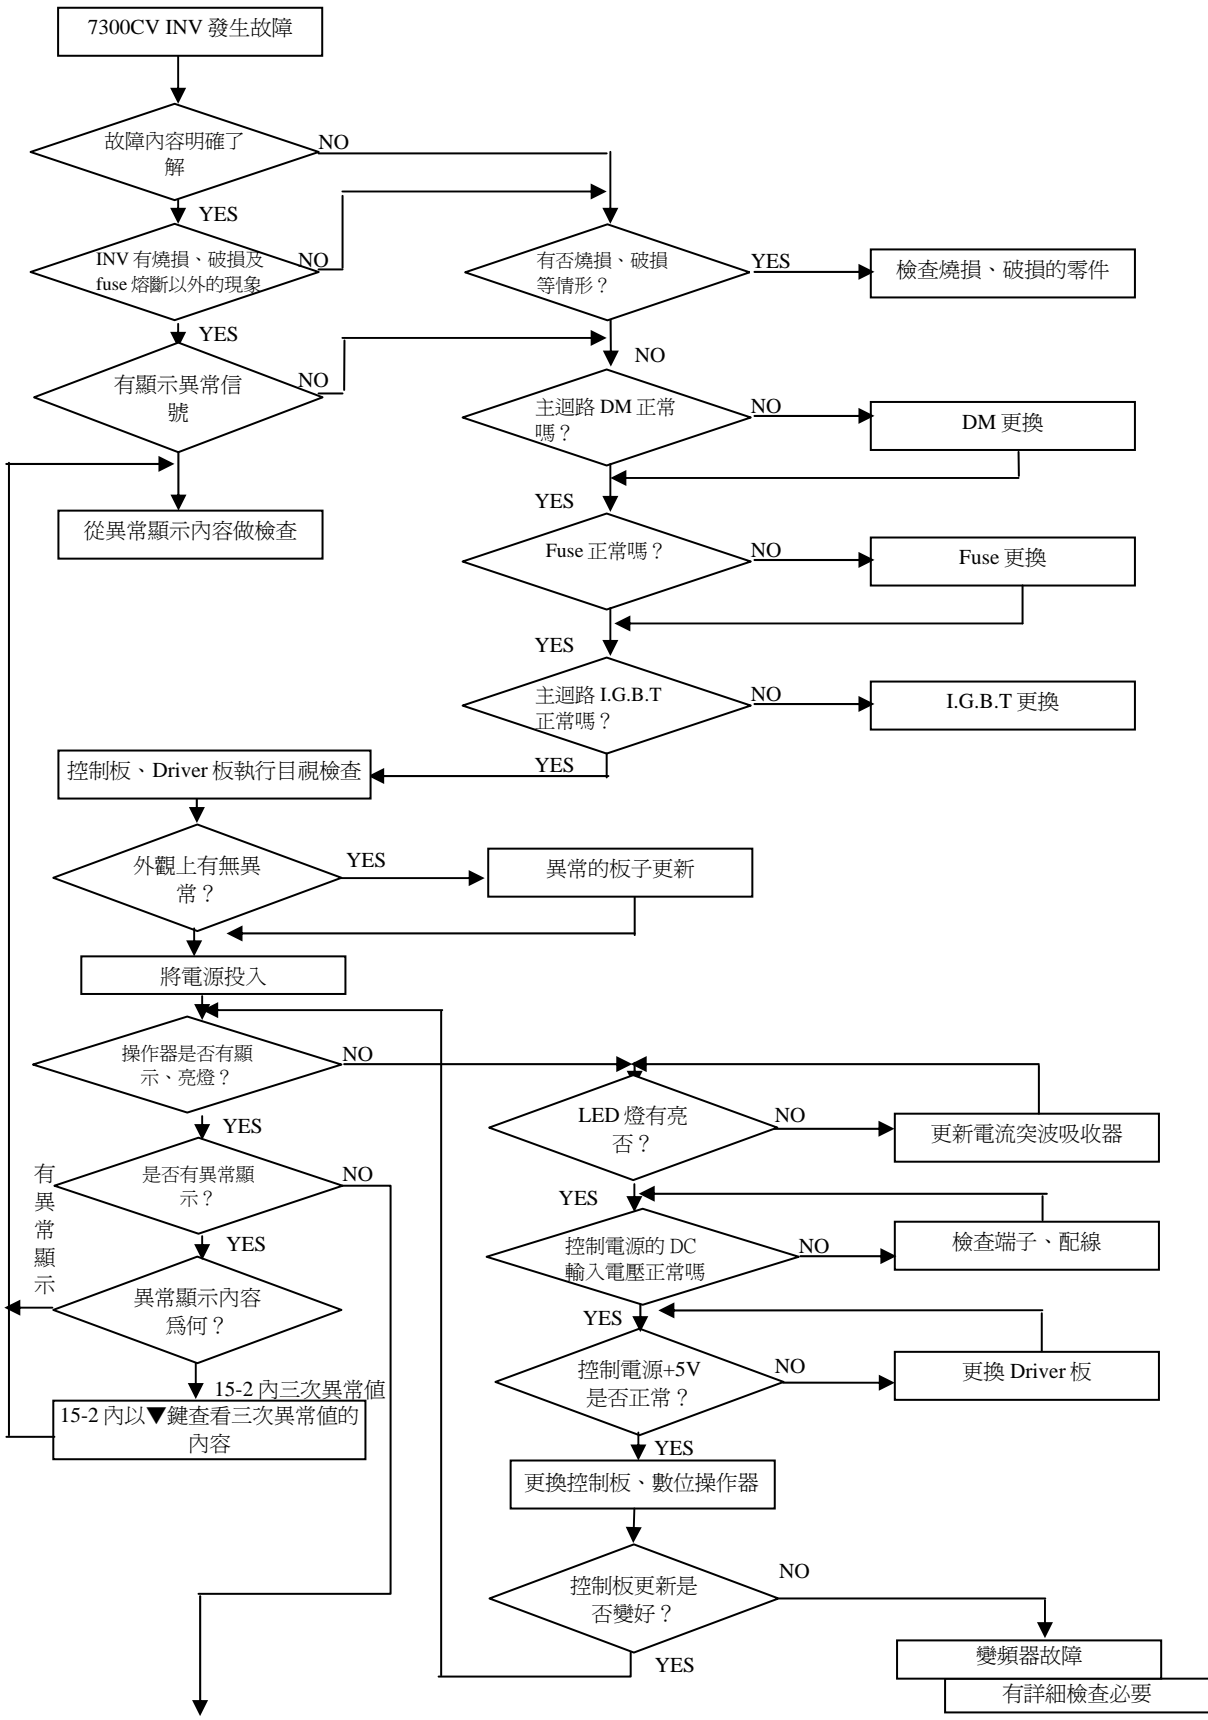 7300CV INV 發生故障
故障內容明確了
解
NO
YES
INV 有燒損、破損及
fuse 熔斷以外的現象
NO
有否燒損、破損
等情形？
YES
檢查燒損、破損的零件
YES
NO
有顯示異常信
號
NO
主迴路 DM 正常
嗎？
NO
DM 更換
從異常顯示內容做檢查
YES
Fuse 正常嗎？
NO
Fuse 更換
YES
主迴路 I.G.B.T
正常嗎？
NO
I.G.B.T 更換
YES
控制板、Driver 板執行目視檢查
外觀上有無異
常？
YES
異常的板子更新
將電源投入
操作器是否有顯
示、亮燈？
NO
YES
LED 燈有亮
否？
NO
更新電流突波吸收器
有
異
常
顯
示
是否有異常顯
示？
NO
YES
YES
控制電源的 DC
輸入電壓正常嗎
NO
檢查端子、配線
異常顯示內容
爲何？
YES
控制電源+5V
是否正常？
NO
更換 Driver 板
15-2 內三次異常值
15-2 內以▼鍵查看三次異常值的
內容
YES
更換控制板、數位操作器
控制板更新是
否變好？
NO
YES
變頻器故障
有詳細檢查必要